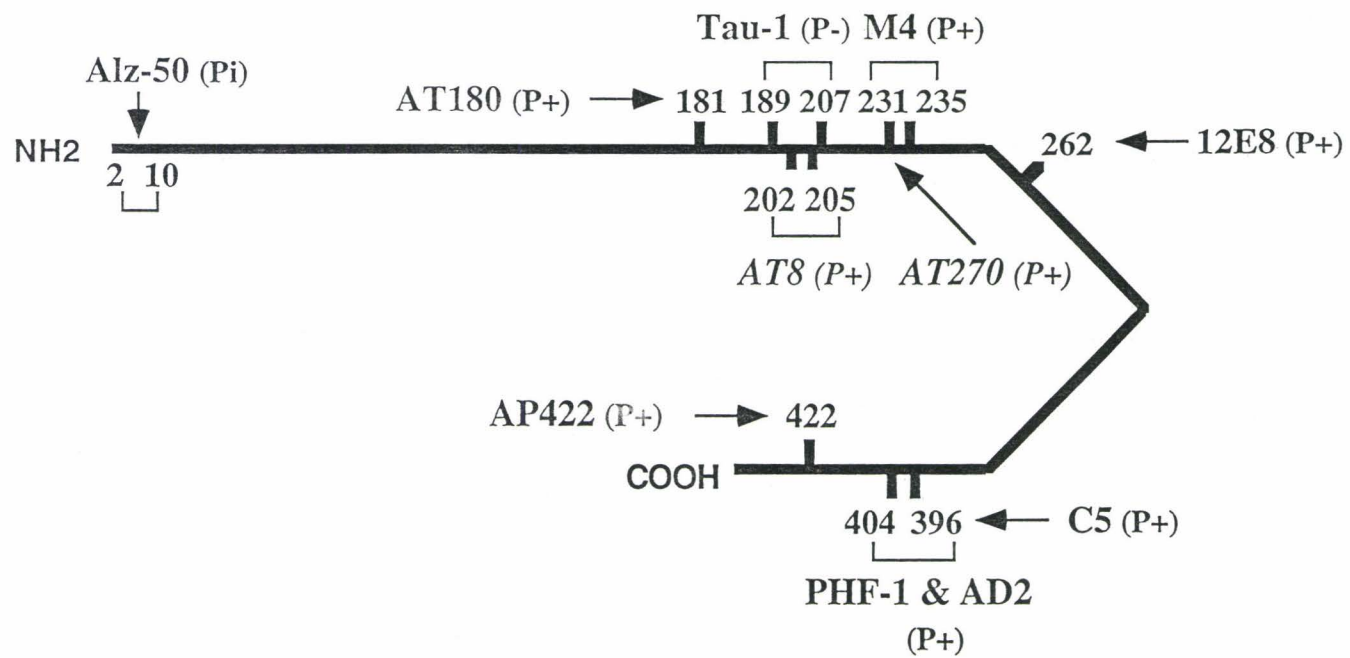 Tau-1 (P-) M4 (P+)
Alz-50 (Pi)
AT180 (P+) 181 189 207 231 235
NH2
262 12E8 (P+)
2 10
202 205
AT8 (P+) AT270 (P+)
AP422 (P+) 422
COOH
404 396 C5 (P+)
PHF-1 & AD2
(P+)